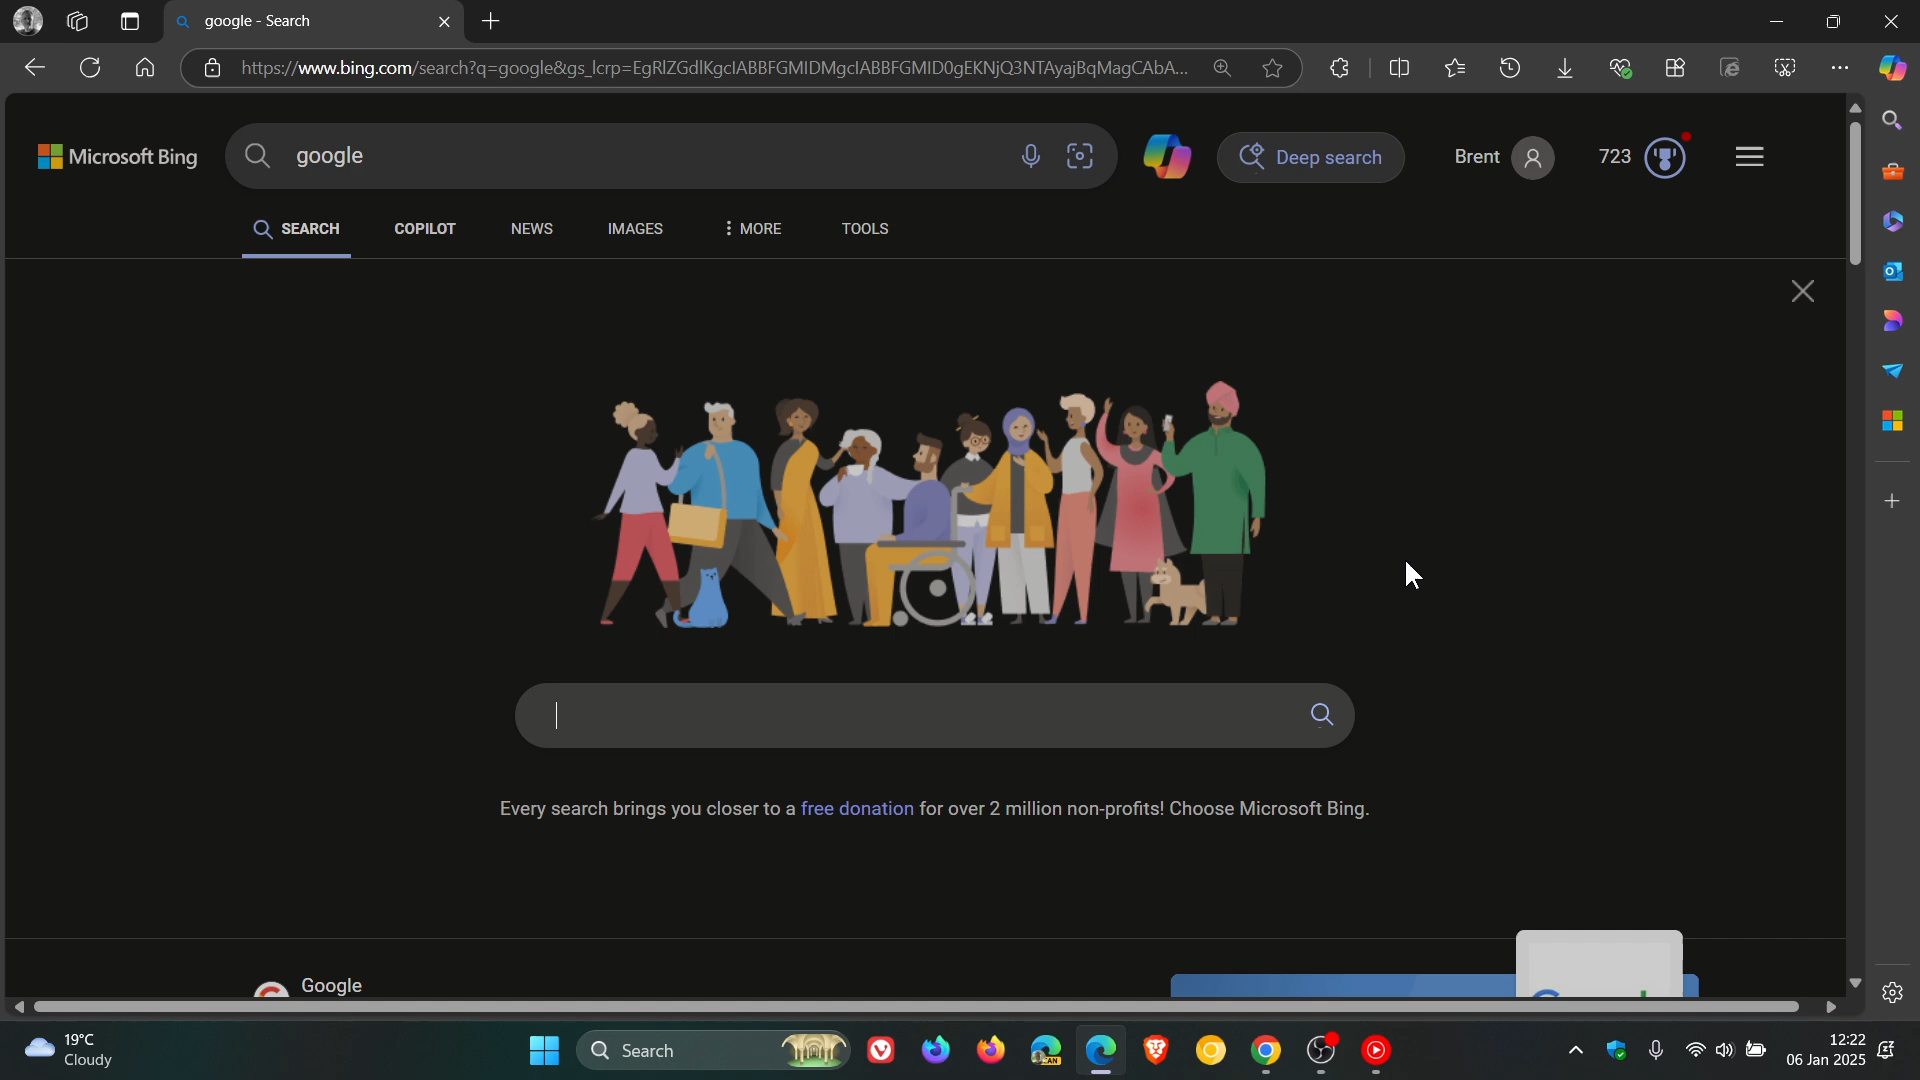 google - Search
https://www.bing.com/search?q=google&gs_lcrp=EgRlZGdlKgcIABBFGMIDMgcIABBFGMID0gEKNjQ3NTAyajBqMagCAbA...
Microsoft Bing
google
Deep search
Brent
723
SEARCH
COPILOT
NEWS
IMAGES
MORE
TOOLS
Every search brings you closer to a free donation for over 2 million non-profits! Choose Microsoft Bing.
Google
19°C
Cloudy
Search
CAN
12:22
06 Jan 2025